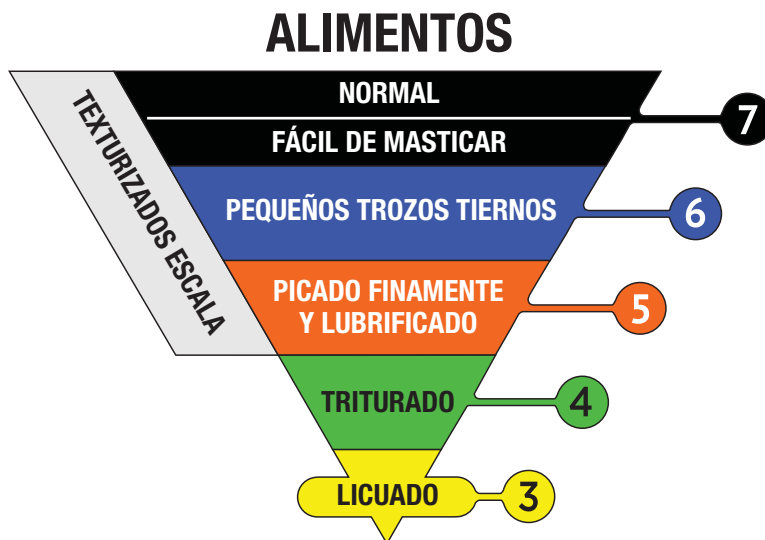 ALIMENTOS
TEXTURIZADOS ESCALA
NORMAL
FÁCIL DE MASTICAR
7
PEQUEÑOS TROZOS TIERNOS
6
PICADO FINAMENTE
Y LUBRIFICADO
5
TRITURADO
4
LICUADO
3